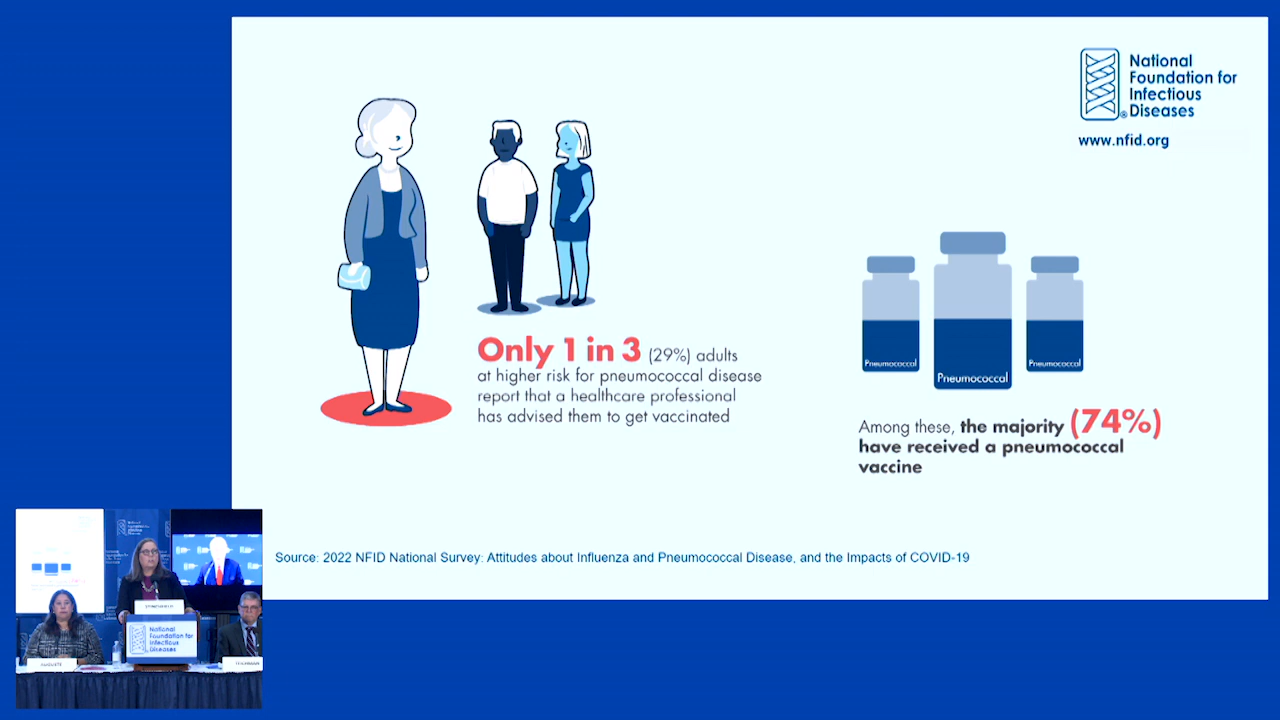 National
Foundation for
Infectious
Diseases
www.nfid.org
Only 1 in 3 (29%) adults
at higher risk for pneumococcal disease
report that a healthcare professional
has advised them to get vaccinated
Pneumococcal
Pneumococcal
Pneumococcal
Among these, the majority (74%)
have received a pneumococcal
vaccine
Source: 2022 NFID National Survey: Attitudes about Influenza and Pneumococcal Disease, and the Impacts of COVID-19
National
Foundation for
Infectious
Diseases